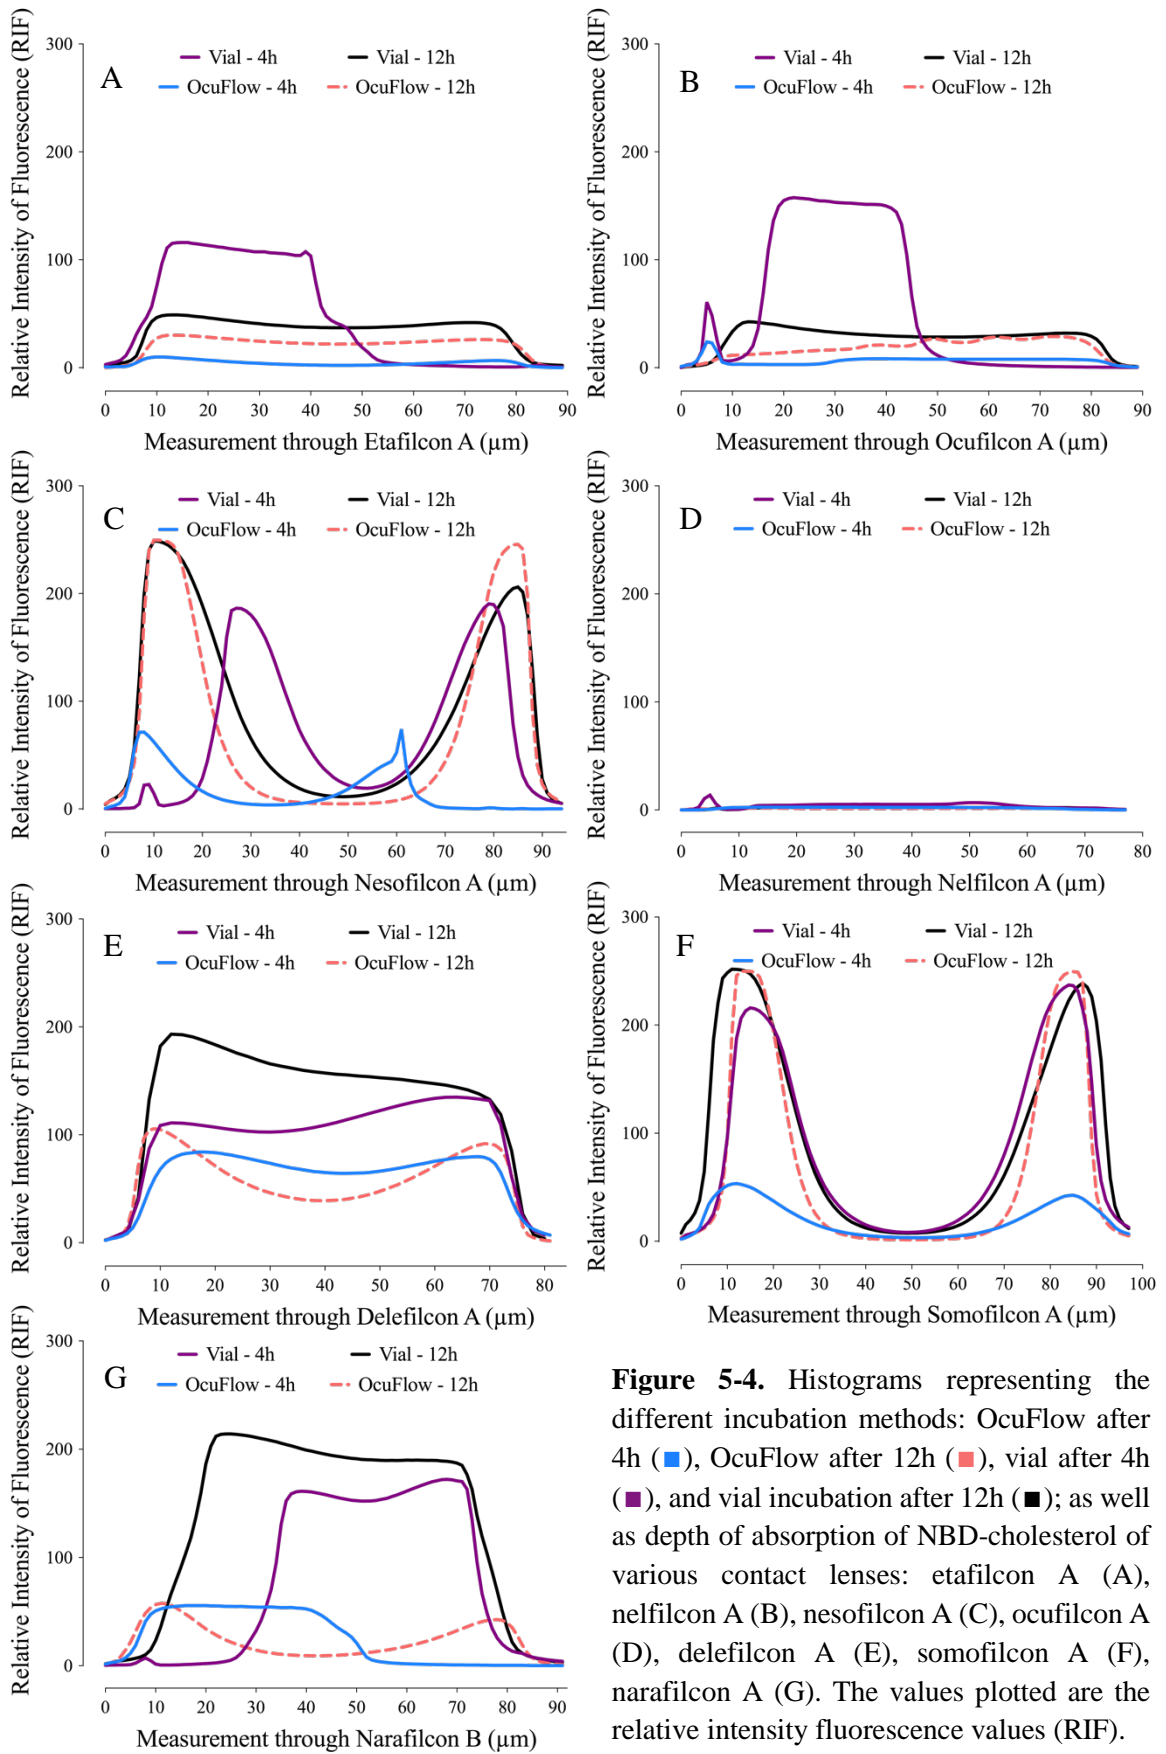 Relative Intensity of Fluorescence (RIF)
300
200
100
0
A
Vial - 4h
Vial - 12h
OcuFlow - 4h
OcuFlow - 12h
0 10 20 30 40 50 60 70 80 90
Measurement through Etafilcon A (µm)
Relative Intensity of Fluorescence (RIF)
300
200
100
0
B
Vial - 4h
Vial - 12h
OcuFlow - 4h
OcuFlow - 12h
0 10 20 30 40 50 60 70 80 90
Measurement through Ocufilcon A (µm)
Relative Intensity of Fluorescence (RIF)
300
200
100
0
C
Vial - 4h
Vial - 12h
OcuFlow - 4h
OcuFlow - 12h
0 10 20 30 40 50 60 70 80 90
Measurement through Nesofilcon A (µm)
Relative Intensity of Fluorescence (RIF)
300
200
100
0
D
Vial - 4h
Vial - 12h
OcuFlow - 4h
OcuFlow - 12h
0 10 20 30 40 50 60 70 80
Measurement through Nelfilcon A (µm)
Relative Intensity of Fluorescence (RIF)
300
200
100
0
E
Vial - 4h
Vial - 12h
OcuFlow - 4h
OcuFlow - 12h
0 10 20 30 40 50 60 70 80
Measurement through Delefilcon A (µm)
Relative Intensity of Fluorescence (RIF)
300
200
100
0
F
Vial - 4h
Vial - 12h
OcuFlow - 4h
OcuFlow - 12h
0 10 20 30 40 50 60 70 80 90 100
Measurement through Somofilcon A (µm)
Relative Intensity of Fluorescence (RIF)
300
200
100
0
G
Vial - 4h
Vial - 12h
OcuFlow - 4h
OcuFlow - 12h
0 10 20 30 40 50 60 70 80 90
Measurement through Narafilcon B (µm)
Figure 5-4. Histograms representing the
different incubation methods: OcuFlow after
4h (■), OcuFlow after 12h (■), vial after 4h
(■), and vial incubation after 12h (■); as well
as depth of absorption of NBD-cholesterol of
various contact lenses: etafilcon A (A),
nelfilcon A (B), nesofilcon A (C), ocufilcon A
(D), delefilcon A (E), somofilcon A (F),
narafilcon A (G). The values plotted are the
relative intensity fluorescence values (RIF).